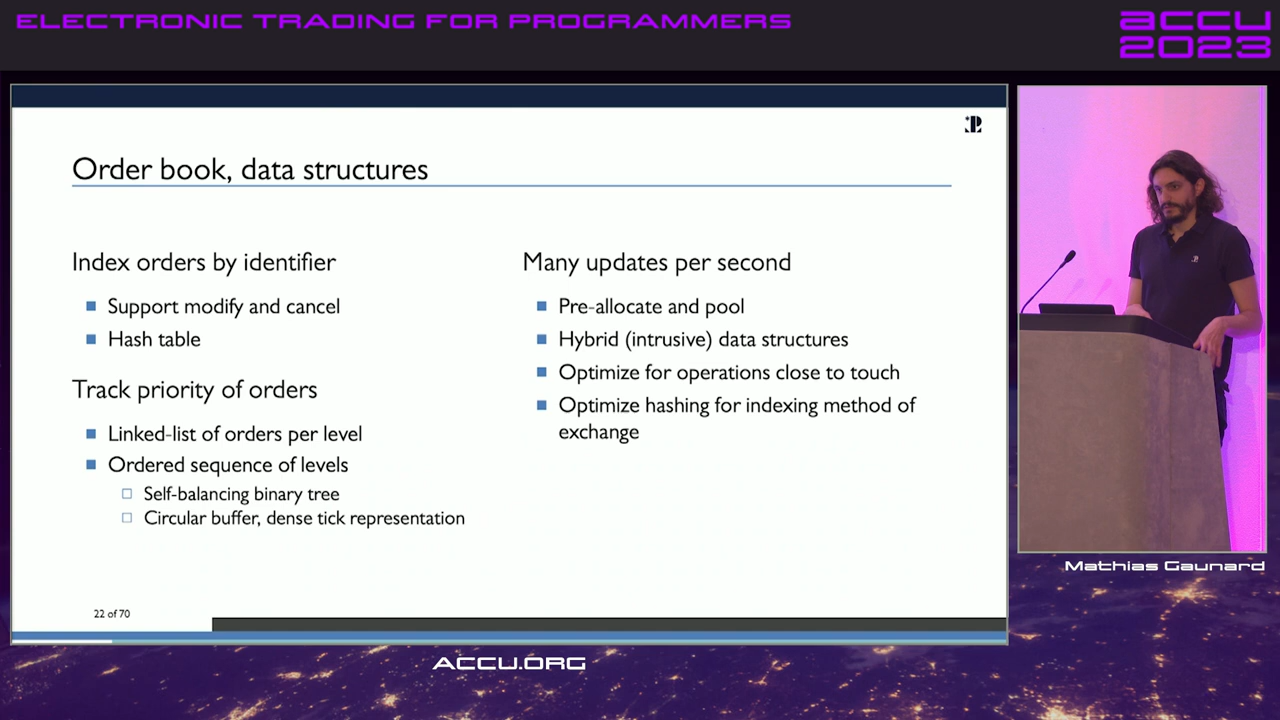 ELECTRONIC TRADING FOR PROGRAMMERS
accu
2023
Order book, data structures
Index orders by identifier
Support modify and cancel
Hash table
Track priority of orders
Linked-list of orders per level
Ordered sequence of levels
Self-balancing binary tree
Circular buffer, dense tick representation
Many updates per second
Pre-allocate and pool
Hybrid (intrusive) data structures
Optimize for operations close to touch
Optimize hashing for indexing method of
exchange
22 of 70
Mathias Gaunard
ACCU.ORG